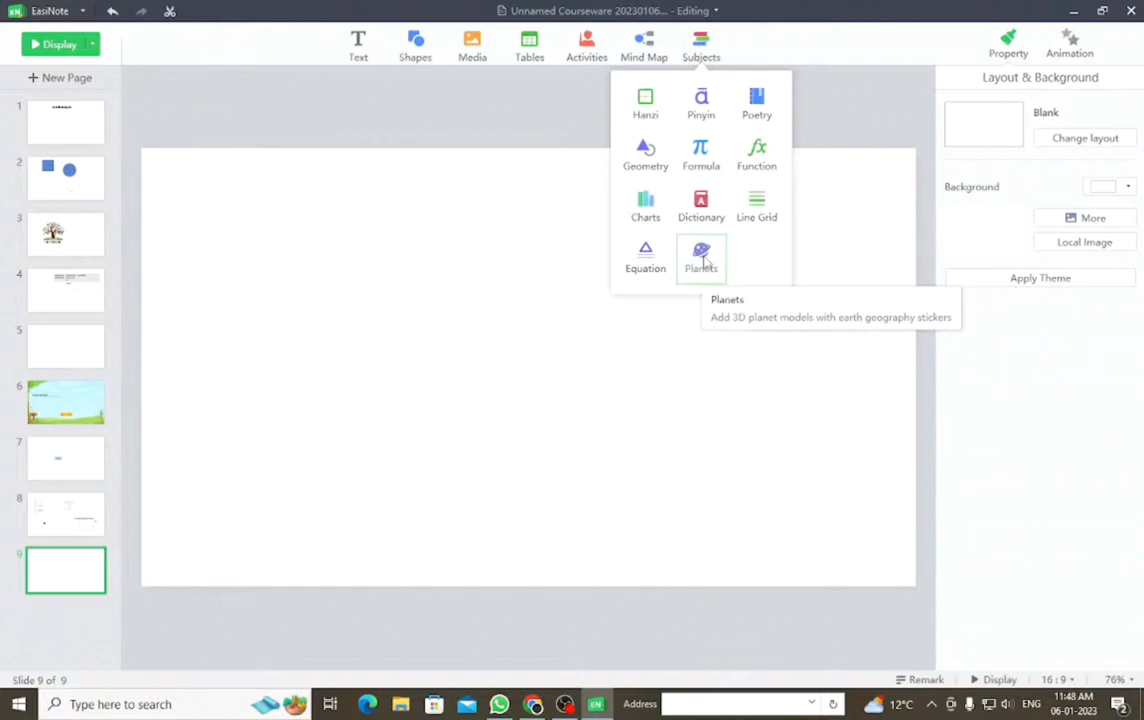 EasiNote
Unnamed Courseware 20230106... - Editing
Display
Text
Shapes
Media
Tables
Activities
Mind Map
Subjects
Property
Animation
+ New Page
Layout & Background
1
2
3
4
5
6
7
8
9
Hanzi
Pinyin
Poetry
Geometry
Formula
Function
Charts
Dictionary
Line Grid
Equation
Planets
Planets
Add 3D planet models with earth geography stickers
Blank
Change layout
Background
More
Local Image
Apply Theme
Slide 9 of 9
Remark
Display
16 : 9
76%
Type here to search
Address
12°C
ENG
11:48 AM
06-01-2023
2